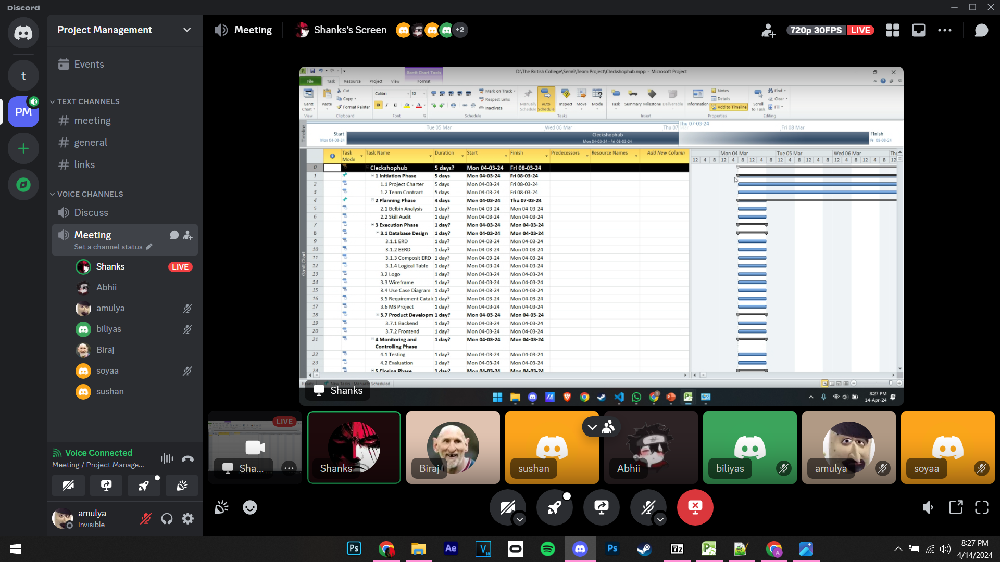 Discord
Project Management
Events
TEXT CHANNELS
meeting
general
links
VOICE CHANNELS
Discuss
Meeting
Set a channel status
Shanks LIVE
Abhii
amulya
biliyas
Biraj
soyaa
sushan
Voice Connected
Meeting / Project Manage...
amulya
Invisible
t
PM
Meeting Shanks's Screen +2 720p 30FPS LIVE
D:\The British College\Sem6\Team Project\Cleckshophub.mpp - Microsoft Project
Gantt Chart Tools
File Task Resource Project View Format
Gantt Chart
View
Paste
Cut
Copy
Format Painter
Clipboard
Calibri 12
B I U A
Font
Mark on Track
Respect Links
Inactivate
Schedule
Manually Schedule
Auto Schedule
Inspect Move Mode
Tasks
Task Summary Milestone Deliverable
Insert
Information
Notes
Details
Add to Timeline
Properties
Scroll to Task
Find
Clear
Fill
Editing
Timeline
Thu 07-03-24
Tue 05 Mar Wed 06 Mar Thu 07 Fri 08 Mar
Start
Mon 04-03-24
Cleckshophub
Mon 04-03-24 - Fri 08-03-24
Finish
Fri 08-03-24
Task Mode Task Name Duration Start Finish Predecessors Resource Names Add New Column
Mon 04 Mar Tue 05 Mar Wed 06 Mar
12 4 8 12 4 8 12 4 8 12 4 8 12 4 8 12 4 8 12 4 8 12
0 Cleckshophub 5 days? Mon 04-03-24 Fri 08-03-24
1 1 Initiation Phase 5 days Mon 04-03-24 Fri 08-03-24
2 1.1 Project Charter 5 days Mon 04-03-24 Fri 08-03-24
3 1.2 Team Contract 5 days Mon 04-03-24 Fri 08-03-24
4 2 Planning Phase 4 days Mon 04-03-24 Thu 07-03-24
5 2.1 Belbin Analysis 1 day? Mon 04-03-24 Mon 04-03-24
6 2.2 Skill Audit 1 day? Mon 04-03-24 Mon 04-03-24
7 3 Execution Phase 1 day? Mon 04-03-24 Mon 04-03-24
8 3.1 Database Design 1 day? Mon 04-03-24 Mon 04-03-24
9 3.1.1 ERD 1 day? Mon 04-03-24 Mon 04-03-24
10 3.1.2 EERD 1 day? Mon 04-03-24 Mon 04-03-24
11 3.1.3 Composit ERD 1 day? Mon 04-03-24 Mon 04-03-24
12 3.1.4 Logical Table 1 day? Mon 04-03-24 Mon 04-03-24
13 3.2 Logo 1 day? Mon 04-03-24 Mon 04-03-24
14 3.3 Wireframe 1 day? Mon 04-03-24 Mon 04-03-24
15 3.4 Use Case Diagram 1 day? Mon 04-03-24 Mon 04-03-24
16 3.5 Requirement Catalo 1 day? Mon 04-03-24 Mon 04-03-24
17 3.6 MS Project 1 day? Mon 04-03-24 Mon 04-03-24
18 3.7 Product Developm 1 day? Mon 04-03-24 Mon 04-03-24
19 3.7.1 Backend 1 day? Mon 04-03-24 Mon 04-03-24
20 3.7.2 Frontend 1 day? Mon 04-03-24 Mon 04-03-24
21 4 Monitoring and Controlling Phase 1 day? Mon 04-03-24 Mon 04-03-24
22 4.1 Testing 1 day? Mon 04-03-24 Mon 04-03-24
23 4.2 Evaluation 1 day? Mon 04-03-24 Mon 04-03-24
24 5 Closing Phase 1 day? Mon 04-03-24 Mon 04-03-24
Gantt Chart
Ready New Tasks : Manually Scheduled
Shanks
8:27 PM
14-Apr-24
LIVE
Sha...
Shanks
Biraj
sushan
Abhii
biliyas
amulya
soyaa
Ps
Ae
V
18
Ps
7z
A
8:27 PM
4/14/2024